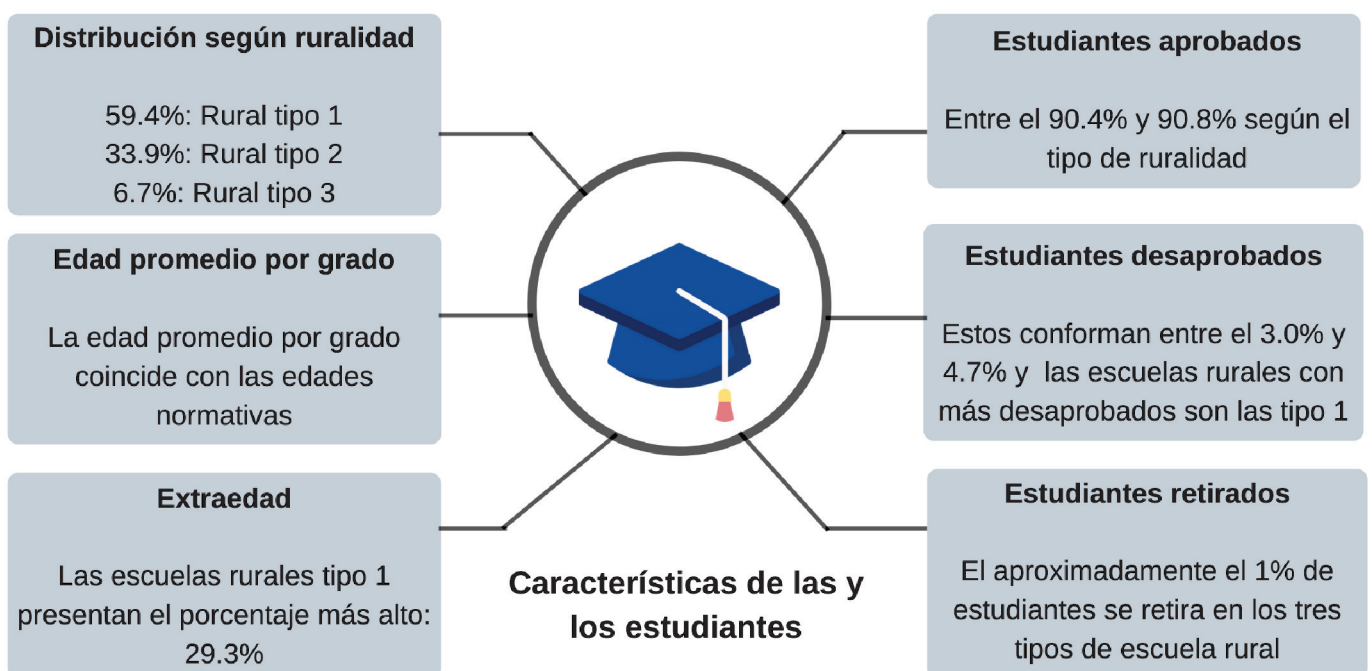 Distribución según ruralidad
59.4%: Rural tipo 1
33.9%: Rural tipo 2
6.7%: Rural tipo 3
Edad promedio por grado
La edad promedio por grado
coincide con las edades
normativas
Extraedad
Las escuelas rurales tipo 1
presentan el porcentaje más alto:
29.3%
Características de las y
los estudiantes
Estudiantes aprobados
Entre el 90.4% y 90.8% según el
tipo de ruralidad
Estudiantes desaprobados
Estos conforman entre el 3.0% y
4.7% y las escuelas rurales con
más desaprobados son las tipo 1
Estudiantes retirados
El aproximadamente el 1% de
estudiantes se retira en los tres
tipos de escuela rural